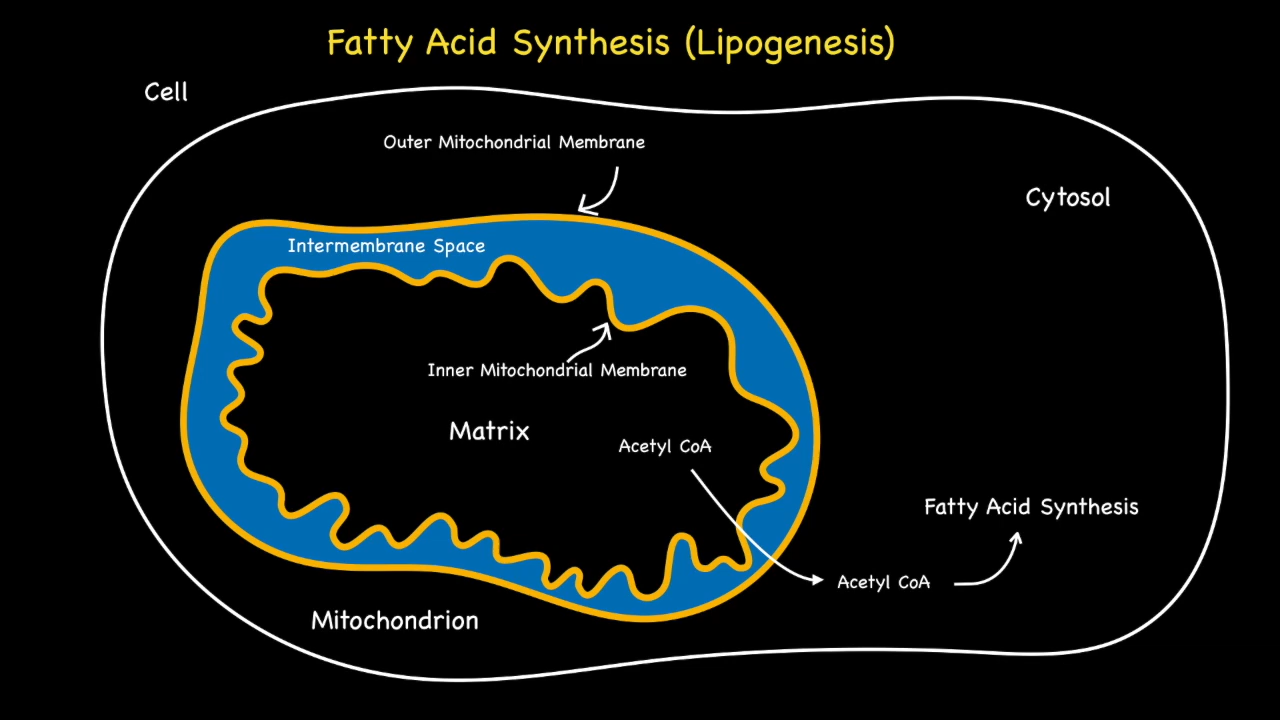 Fatty Acid Synthesis (Lipogenesis)
Cell
Outer Mitochondrial Membrane
Cytosol
Intermembrane Space
Inner Mitochondrial Membrane
Matrix
Acetyl CoA
Fatty Acid Synthesis
Acetyl CoA
Mitochondrion